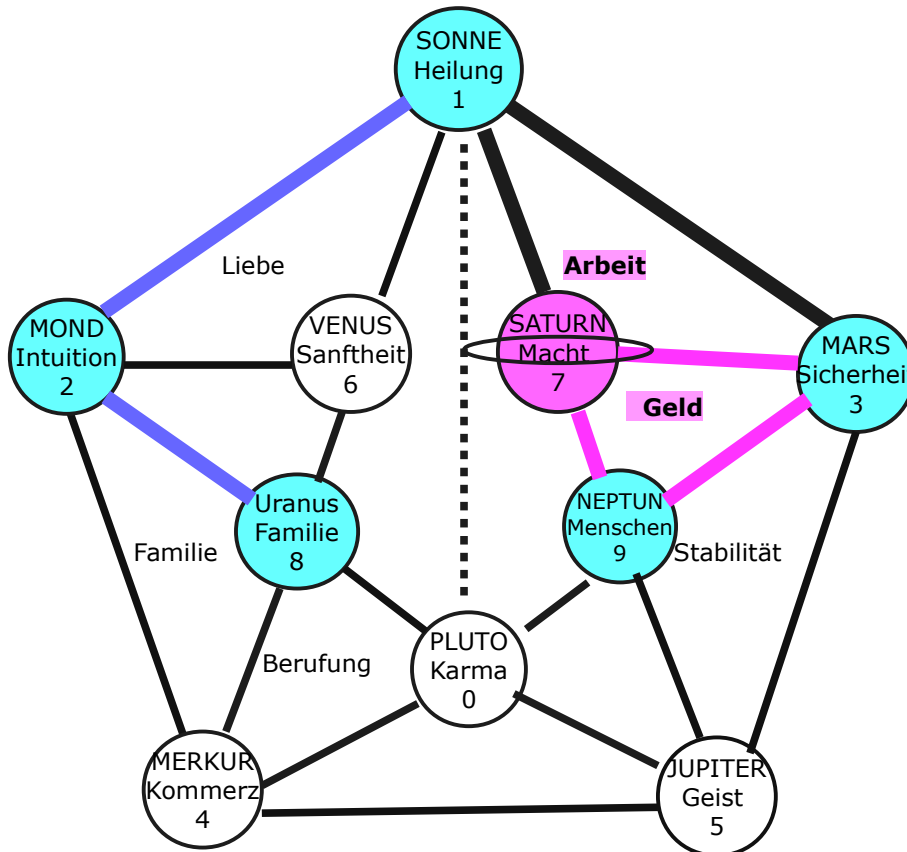 SONNE
Heilung
1
Liebe
Arbeit
MOND
Intuition
2
VENUS
Sanftheit
6
SATURN
Macht
7
MARS
Sicherheit
3
Geld
Uranus
Familie
8
NEPTUN
Menschen
9
Familie
Stabilität
Berufung
PLUTO
Karma
0
MERKUR
Kommerz
4
JUPITER
Geist
5